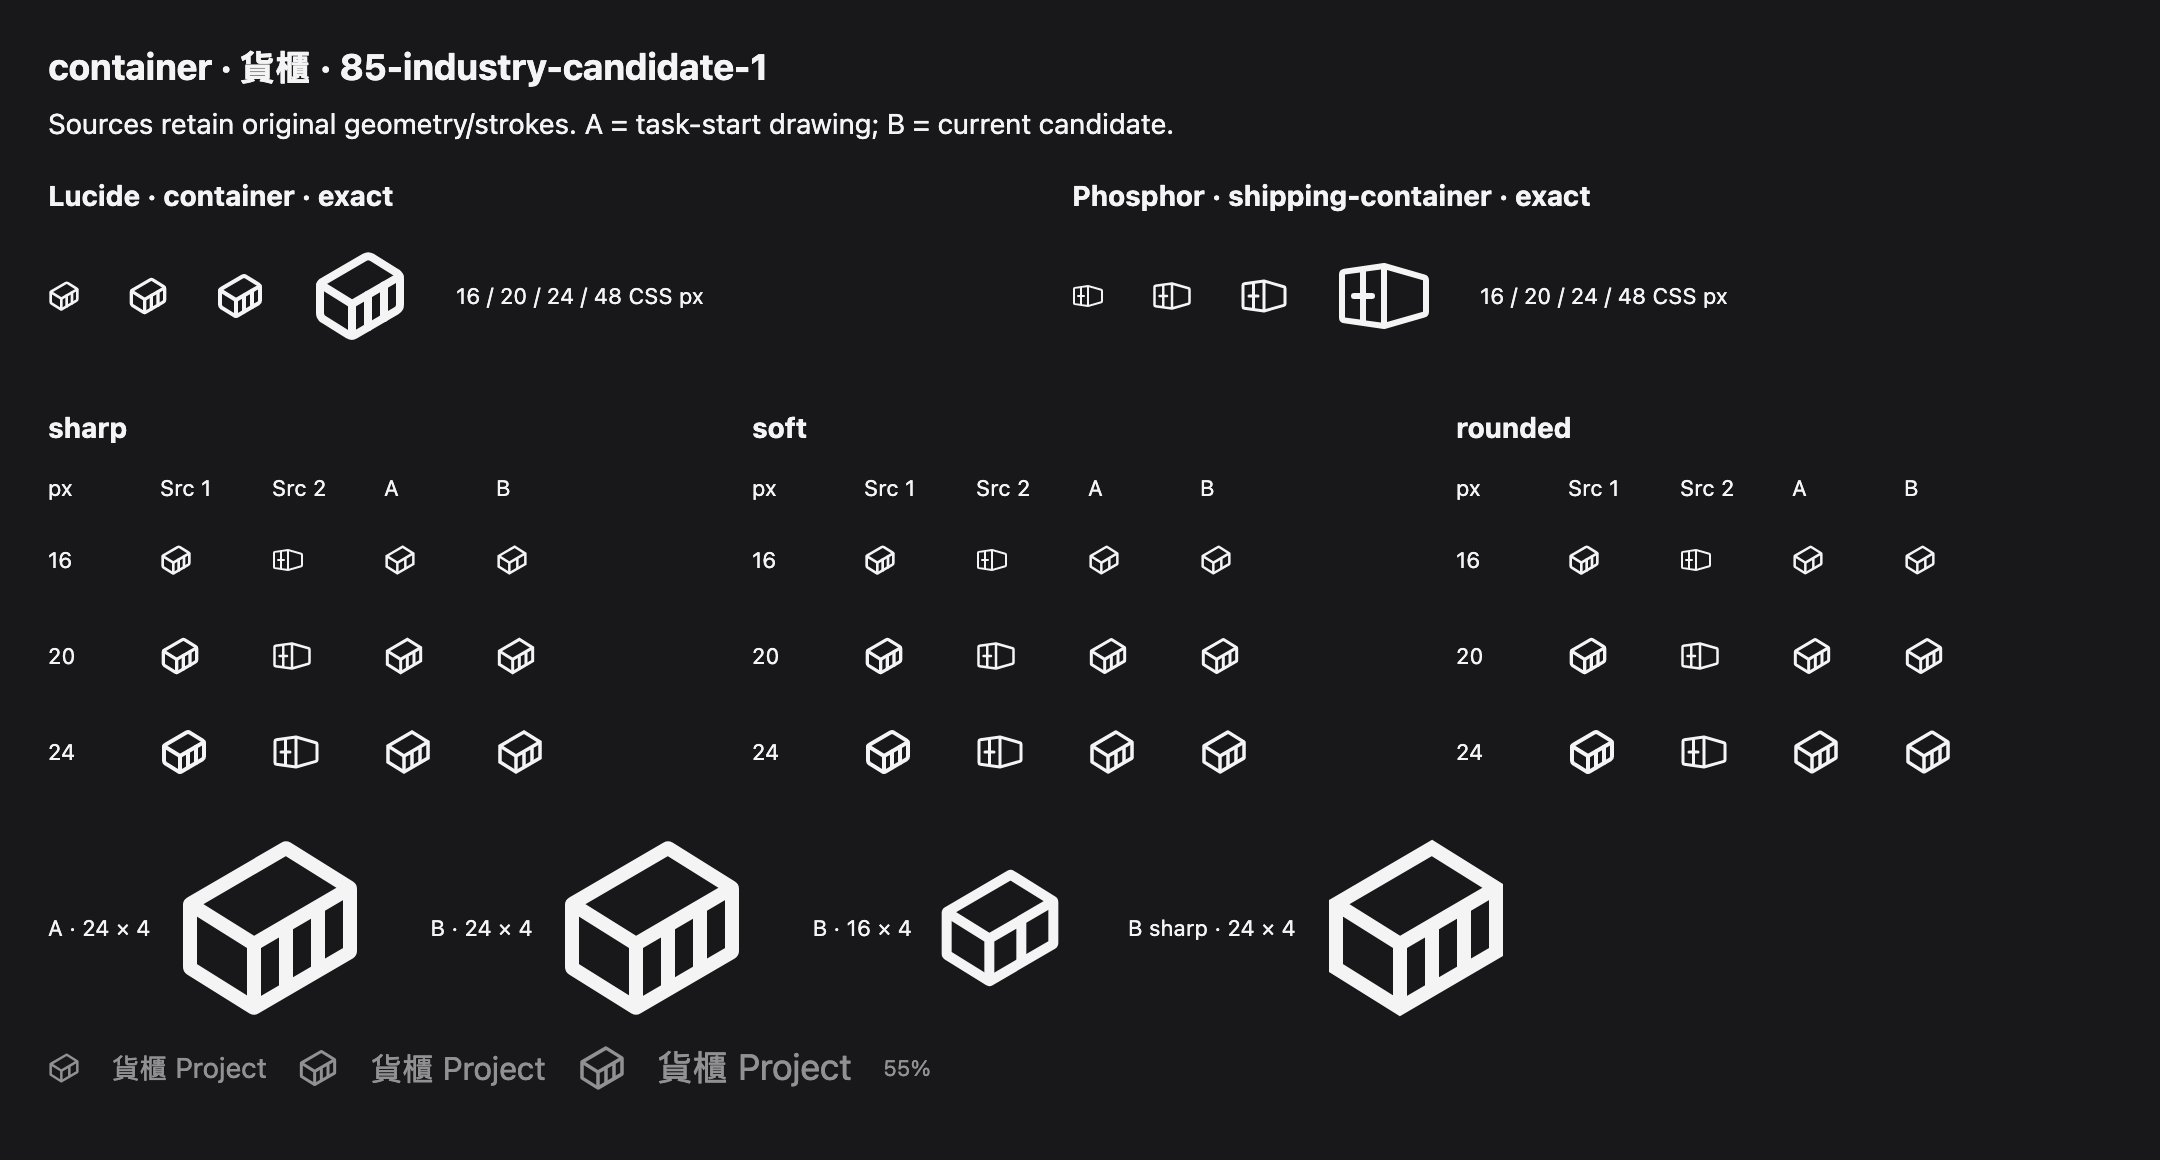 container · 貨櫃 · 85-industry-candidate-1
Sources retain original geometry/strokes. A = task-start drawing; B = current candidate.
Lucide · container · exact
Phosphor · shipping-container · exact
16 / 20 / 24 / 48 CSS px
16 / 20 / 24 / 48 CSS px
sharp
soft
rounded
px Src 1 Src 2 A B
px Src 1 Src 2 A B
px Src 1 Src 2 A B
16
16
16
20
20
20
24
24
24
A · 24 × 4
B · 24 × 4
B · 16 × 4
B sharp · 24 × 4
貨櫃 Project
貨櫃 Project
貨櫃 Project
55%